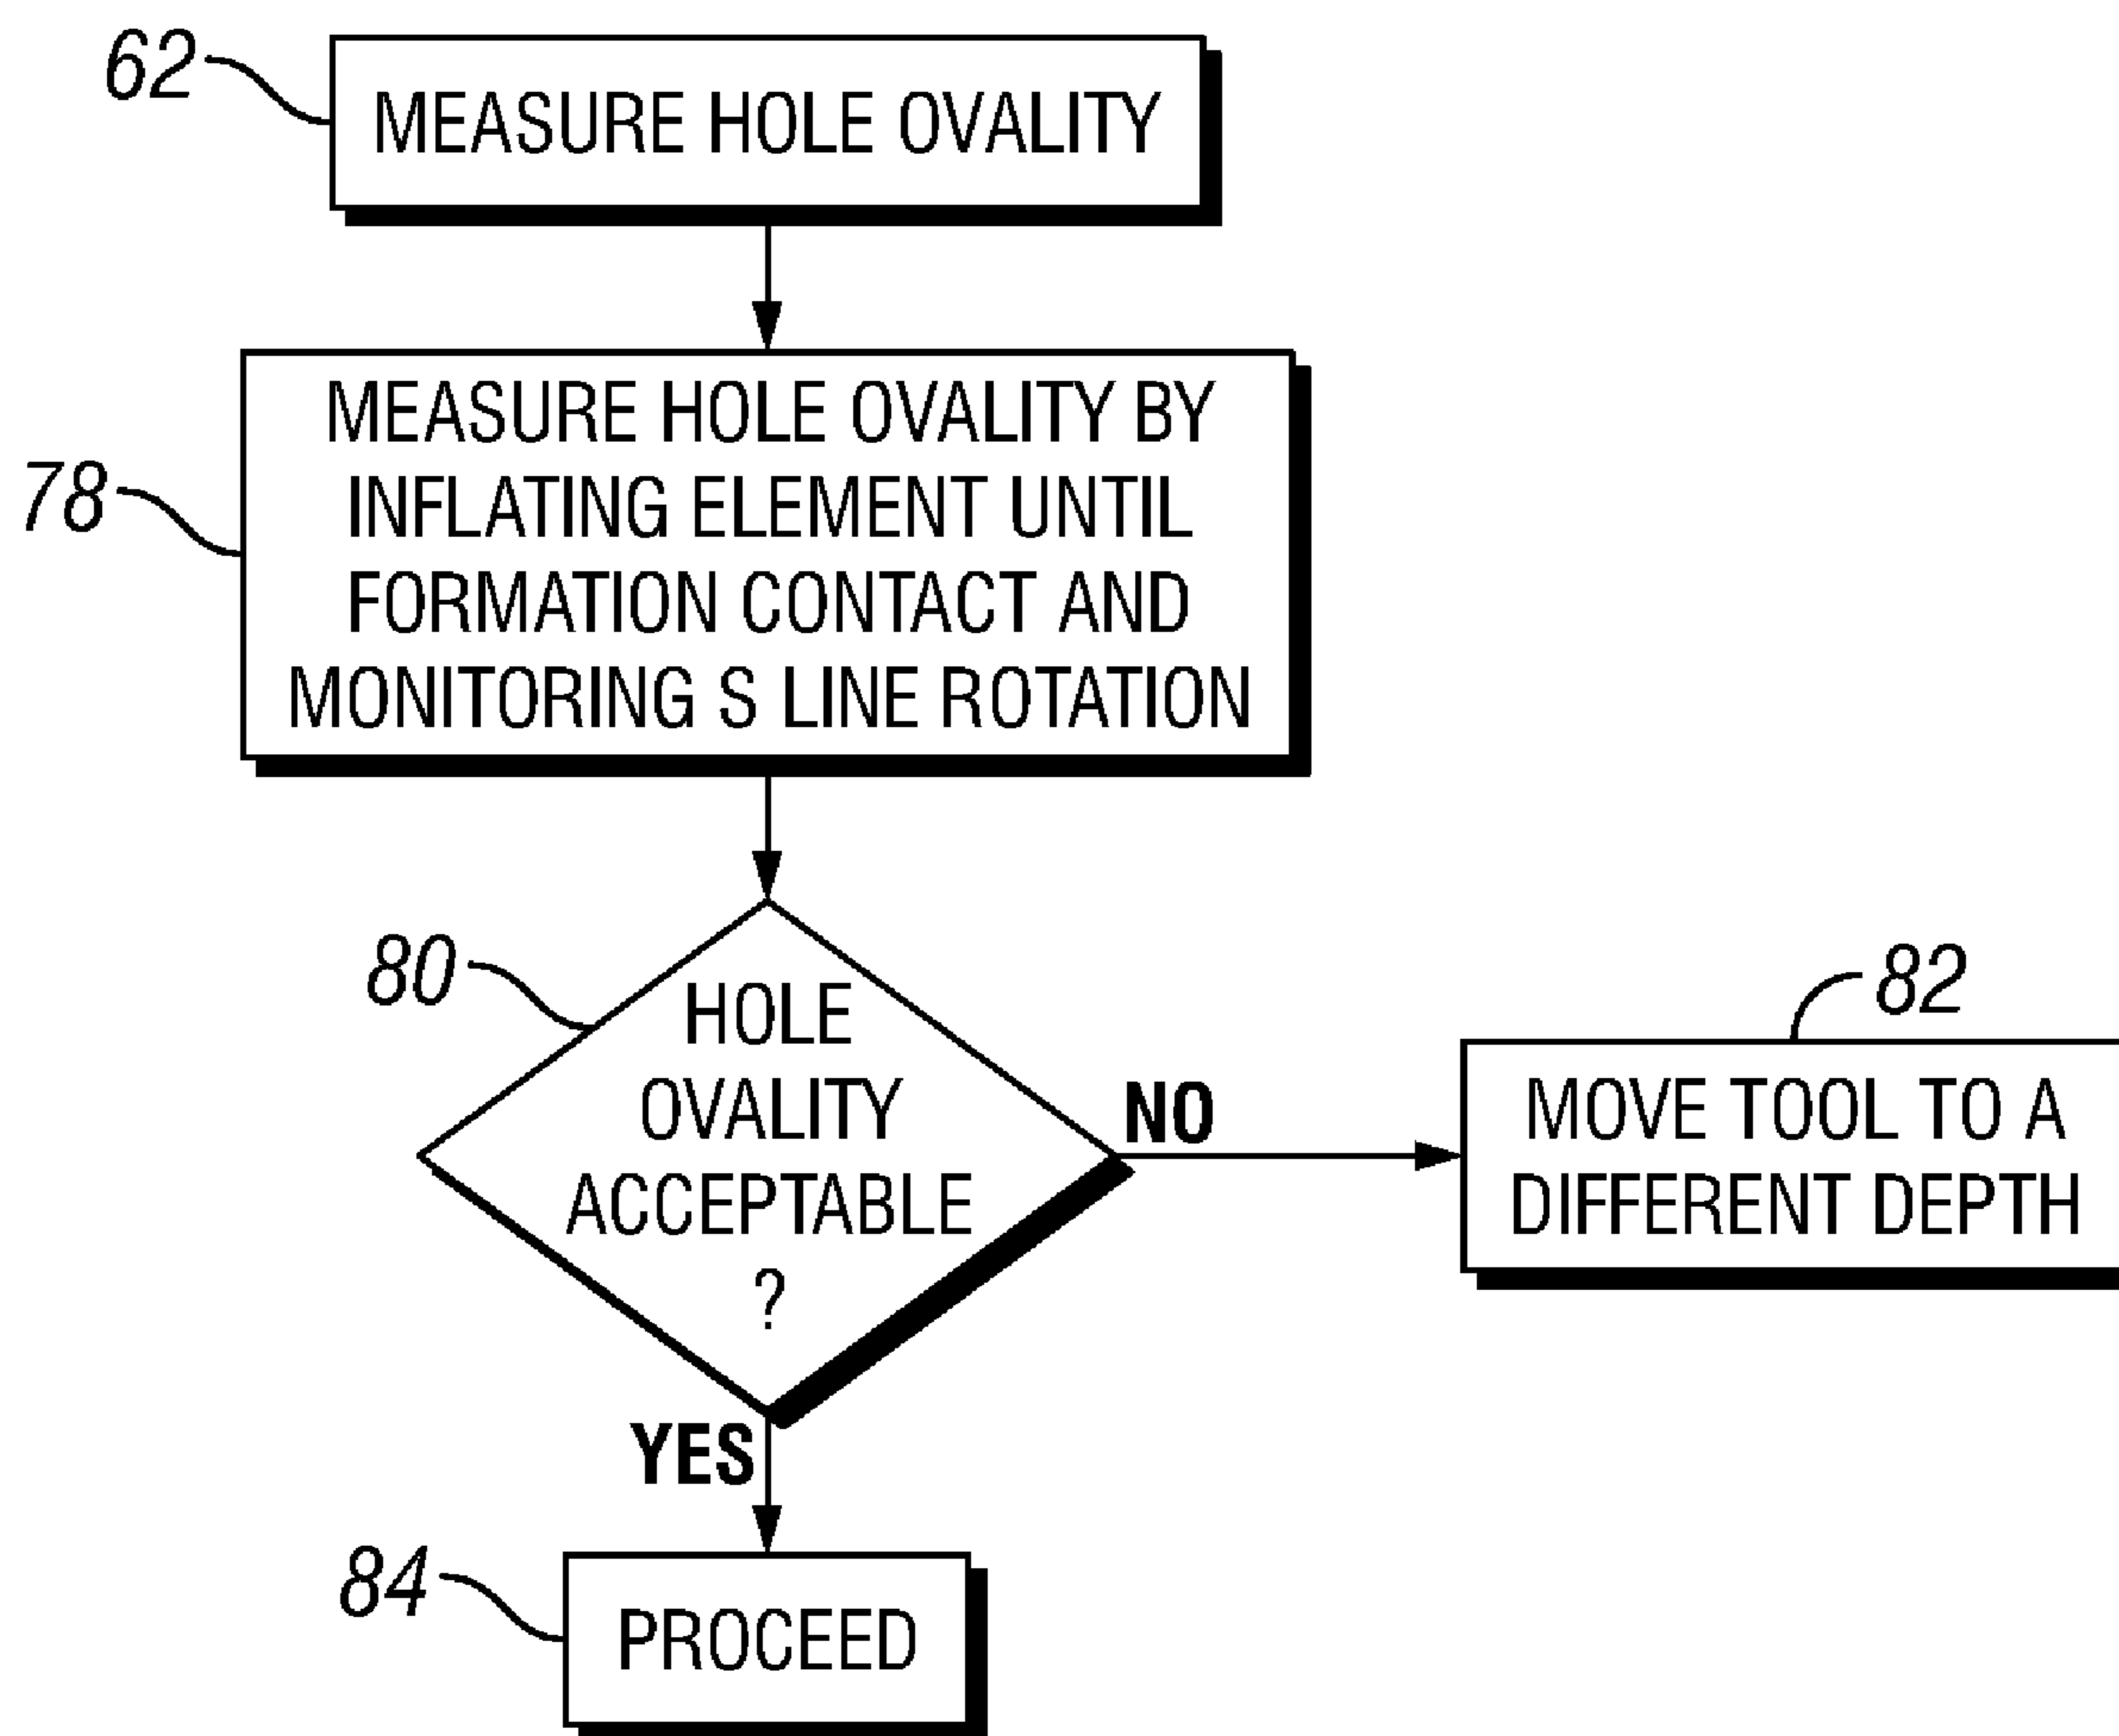 62
MEASURE HOLE OVALITY
78
MEASURE HOLE OVALITY BY
INFLATING ELEMENT UNTIL
FORMATION CONTACT AND
MONITORING S LINE ROTATION
80
HOLE
OVALITY
ACCEPTABLE
?
NO
82
MOVE TOOL TO A
DIFFERENT DEPTH
YES
84
PROCEED